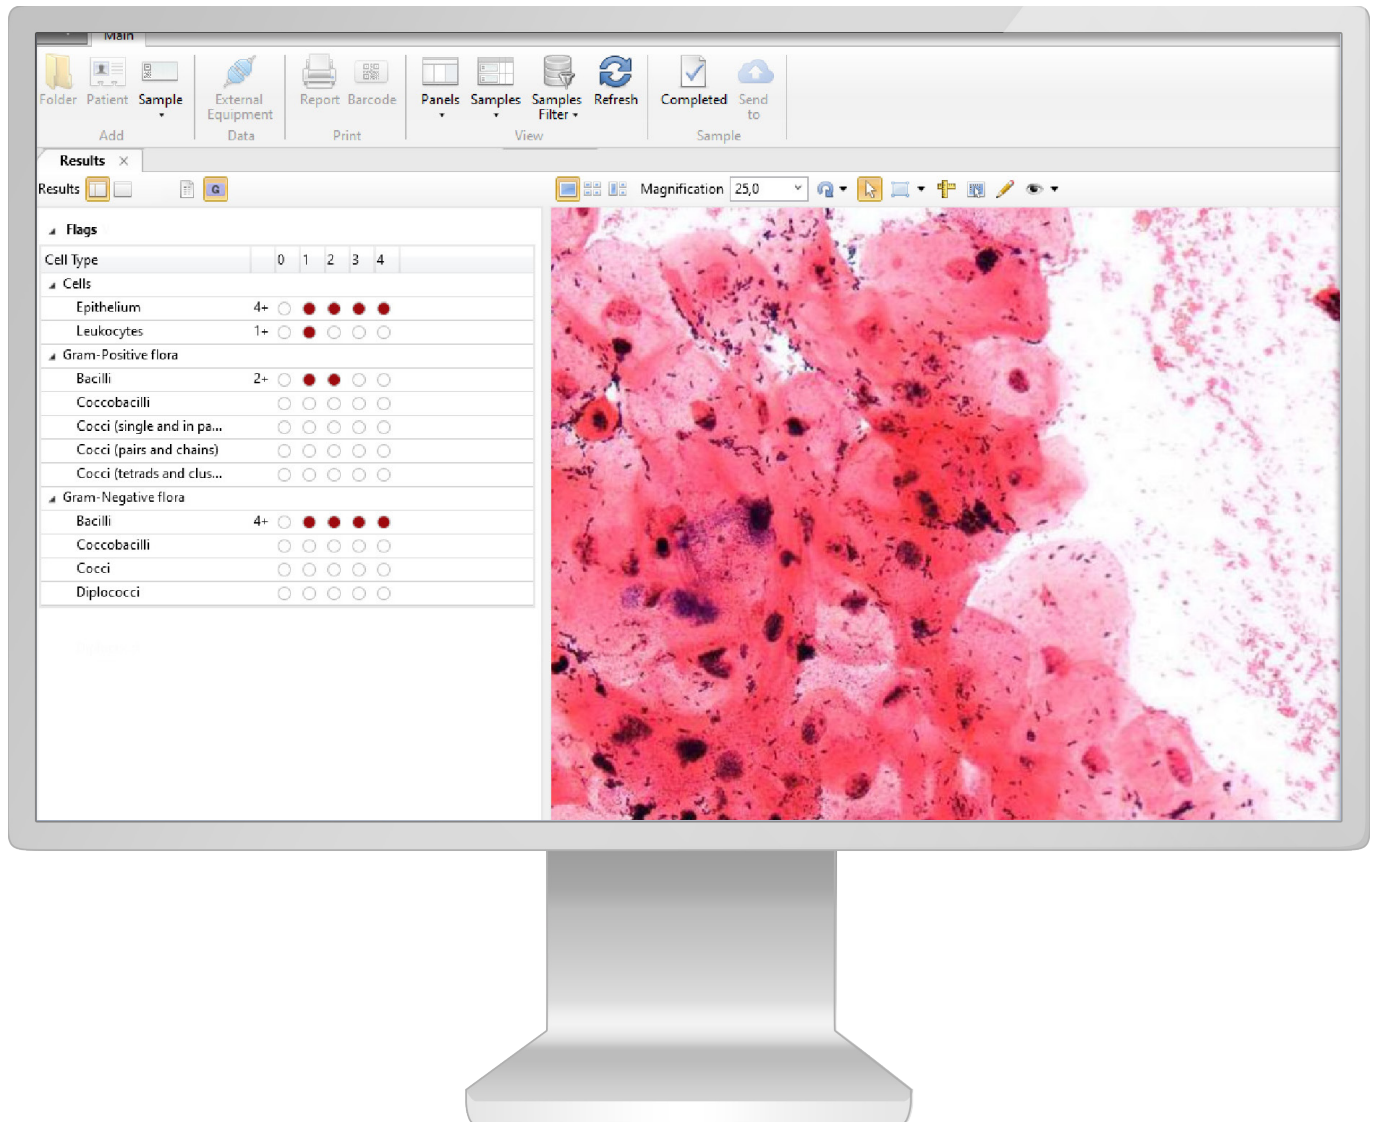 Main
Folder Patient Sample External Equipment Report Barcode Panels Samples Samples Filter Refresh Completed Send to
Add Data Print View Sample
Results
Results Magnification 25,0
G
Flags
Cell Type 0 1 2 3 4
Cells
Epithelium 4+
Leukocytes 1+
Gram-Positive flora
Bacilli 2+
Coccobacilli
Cocci (single and in pa...
Cocci (pairs and chains)
Cocci (tetrads and clus...
Gram-Negative flora
Bacilli 4+
Coccobacilli
Cocci
Diplococci